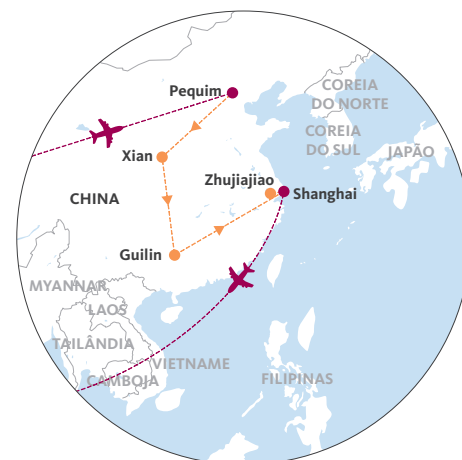 Pequim
COREIA
DO NORTE
COREIA
DO SUL
JAPÃO
Xian
Zhujiajiao
Shanghai
CHINA
Guilin
MYANMAR
LAOS
TAILÂNDIA
VIETNAME
CAMBOJA
FILIPINAS